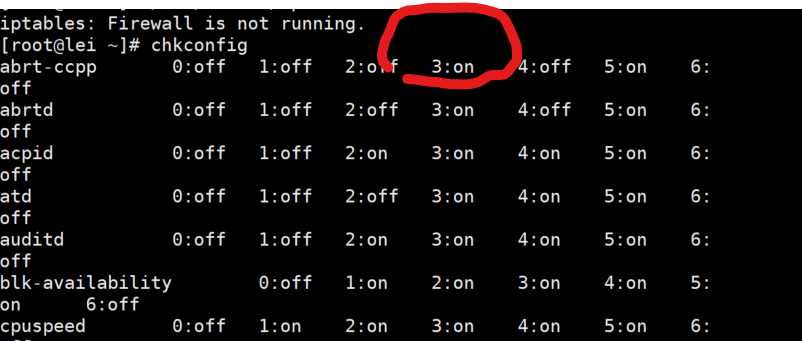 iptables: Firewall is not running.
[root@lei ~]# chkconfig
abrt-ccpp 0:off 1:off 2:off 3:on 4:off 5:on 6:
off
abrtd 0:off 1:off 2:off 3:on 4:off 5:on 6:
off
acpid 0:off 1:off 2:on 3:on 4:on 5:on 6:
off
atd 0:off 1:off 2:off 3:on 4:on 5:on 6:
off
auditd 0:off 1:off 2:on 3:on 4:on 5:on 6:
off
blk-availability 0:off 1:on 2:on 3:on 4:on 5:
on 6:off
cpuspeed 0:off 1:on 2:on 3:on 4:on 5:on 6: